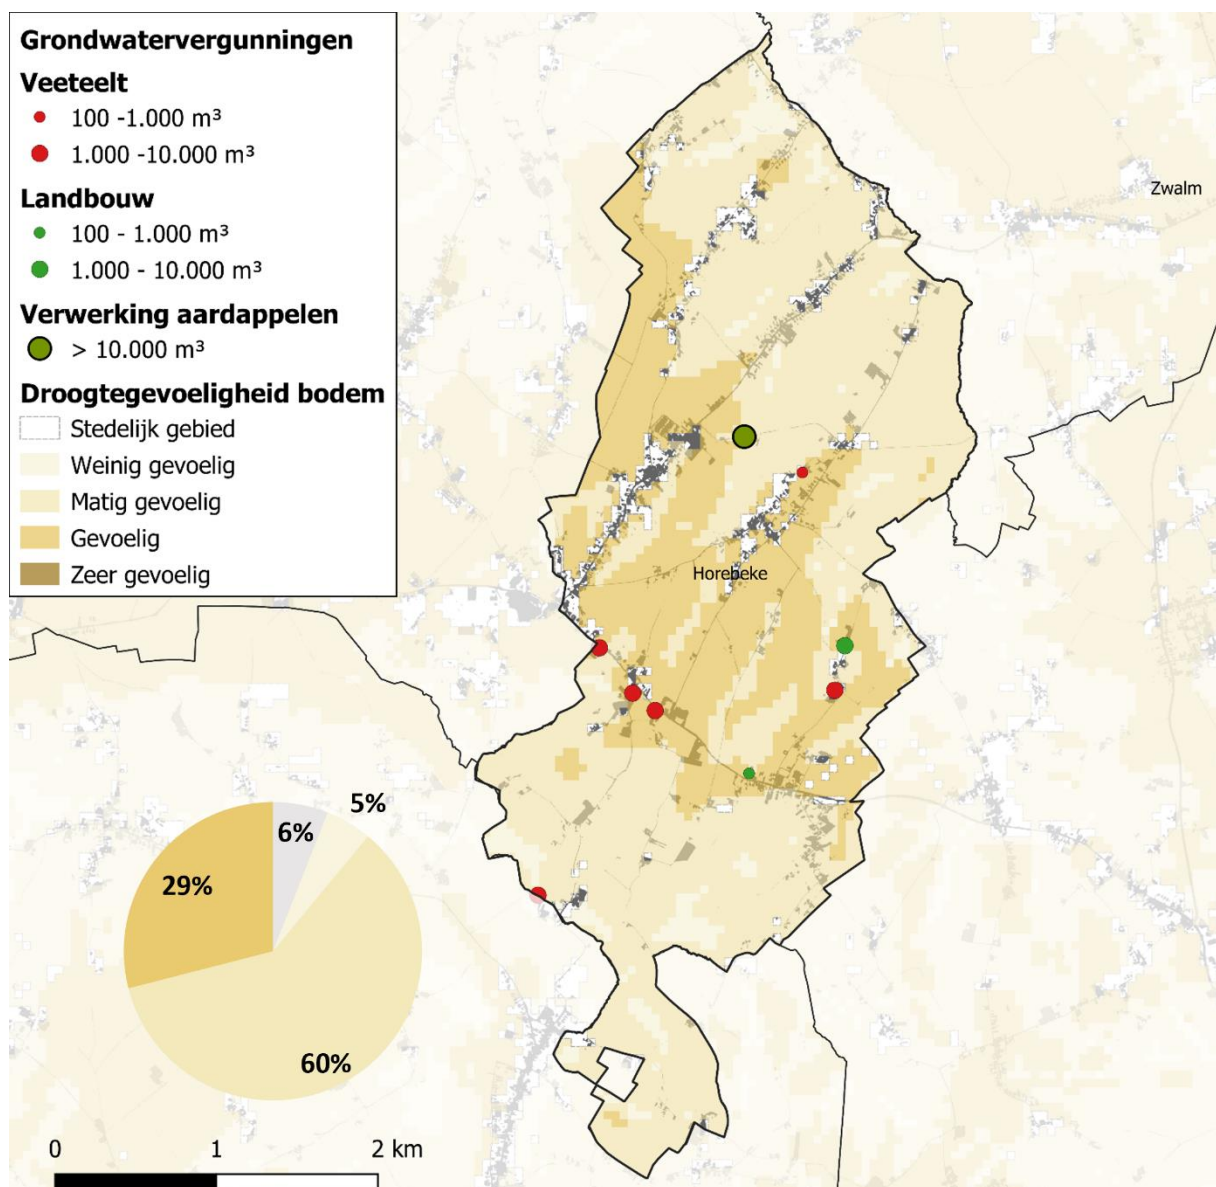 Grondwatervergunningen
Veeteelt
100 -1.000 m³
1.000 -10.000 m³
Landbouw
100 - 1.000 m³
1.000 - 10.000 m³
Verwerking aardappelen
> 10.000 m³
Droogtegevoeligheid bodem
Stedelijk gebied
Weinig gevoelig
Matig gevoelig
Gevoelig
Zeer gevoelig
Zwalm
Horebeke
5%
6%
29%
60%
0 1 2 km